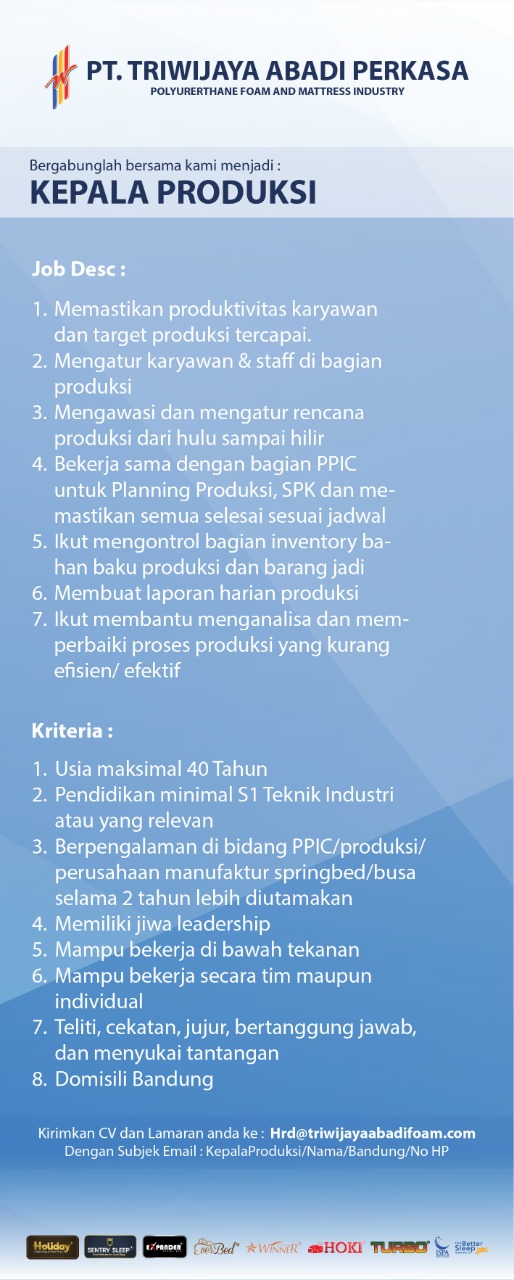 PT. TRIWIJAYA ABADI PERKASA
POLYURERTHANE FOAM AND MATTRESS INDUSTRY
Bergabunglah bersama kami menjadi :
KEPALA PRODUKSI
Job Desc :
1. Memastikan produktivitas karyawan
dan target produksi tercapai.
2. Mengatur karyawan & staff di bagian
produksi
3. Mengawasi dan mengatur rencana
produksi dari hulu sampai hilir
4. Bekerja sama dengan bagian PPIC
untuk Planning Produksi, SPK dan me-
mastikan semua selesai sesuai jadwal
5. Ikut mengontrol bagian inventory ba-
han baku produksi dan barang jadi
6. Membuat laporan harian produksi
7. Ikut membantu menganalisa dan mem-
perbaiki proses produksi yang kurang
efisien/ efektif
Kriteria :
1. Usia maksimal 40 Tahun
2. Pendidikan minimal S1 Teknik Industri
atau yang relevan
3. Berpengalaman di bidang PPIC/produksi/
perusahaan manufaktur springbed/busa
selama 2 tahun lebih diutamakan
4. Memiliki jiwa leadership
5. Mampu bekerja di bawah tekanan
6. Mampu bekerja secara tim maupun
individual
7. Teliti, cekatan, jujur, bertanggung jawab,
dan menyukai tantangan
8. Domisili Bandung
Kirimkan CV dan Lamaran anda ke : Hrd@triwijayaabadifoam.com
Dengan Subjek Email : KepalaProduksi/Nama/Bandung/No HP
Holiday SENTRY SLEEP EXPANDER EverBed WINNER HOKI TURBO ISPA Better Sleep